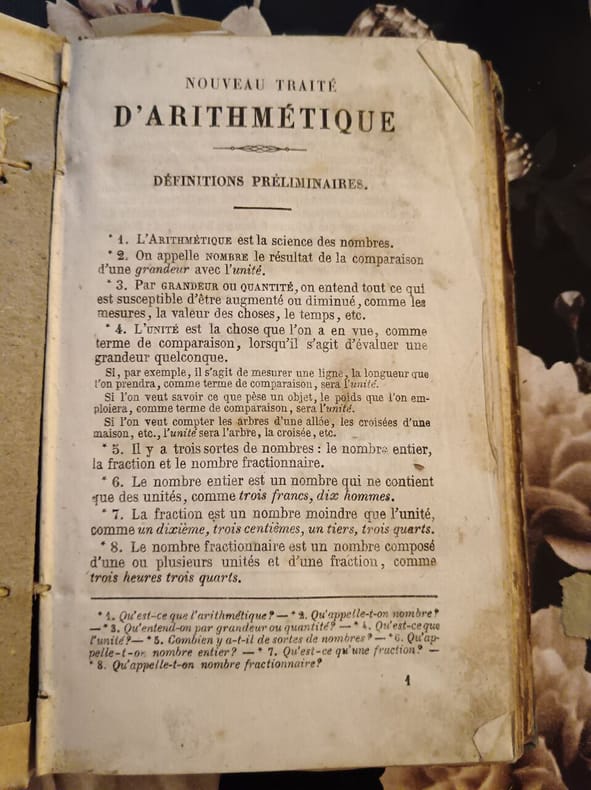 NOUVEAU TRAITÉ
D'ARITHMÉTIQUE
DÉFINITIONS PRÉLIMINAIRES.
* 1. L'ARITHMÉTIQUE est la science des nombres.
* 2. On appelle NOMBRE le résultat de la comparaison
d'une grandeur avec l'unité.
* 3. Par GRANDEUR ou QUANTITÉ, on entend tout ce qui
est susceptible d'être augmenté ou diminué, comme les
mesures, la valeur des choses, le temps, etc.
* 4. L'UNITÉ est la chose que l'on a en vue, comme
terme de comparaison, lorsqu'il s'agit d'évaluer une
grandeur quelconque.
Si, par exemple, il s'agit de mesurer une ligne, la longueur que
l'on prendra, comme terme de comparaison, sera l'unité.
Si l'on veut savoir ce que pèse un objet, le poids que l'on em-
ploiera, comme terme de comparaison, sera l'unité.
Si l'on veut compter les arbres d'une allée, les croisées d'une
maison, etc., l'unité sera l'arbre, la croisée, etc.
* 5. Il y a trois sortes de nombres : le nombre entier,
la fraction et le nombre fractionnaire.
* 6. Le nombre entier est un nombre qui ne contient
que des unités, comme trois francs, dix hommes.
* 7. La fraction est un nombre moindre que l'unité,
comme un dixième, trois centièmes, un tiers, trois quarts.
* 8. Le nombre fractionnaire est un nombre composé
d'une ou plusieurs unités et d'une fraction, comme
trois heures trois quarts.
* 1. Qu'est-ce que l'arithmétique? — * 2. Qu'appelle-t-on nombre?
— * 3. Qu'entend-on par grandeur ou quantité? — * 4. Qu'est-ce que
l'unité? — * 5. Combien y a-t-il de sortes de nombres? — * 6. Qu'ap-
pelle-t-on nombre entier? — * 7. Qu'est-ce qu'une fraction? —
* 8. Qu'appelle-t-on nombre fractionnaire?
1